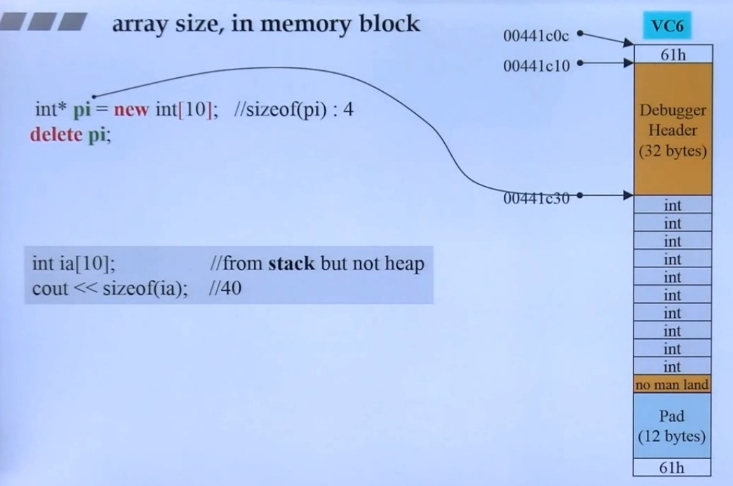 array size, in memory block
int* pi = new int[10]; //sizeof(pi) : 4
delete pi;
int ia[10]; //from stack but not heap
cout << sizeof(ia); //40
VC6
00441c0c
61h
00441c10
Debugger
Header
(32 bytes)
00441c30
int
int
int
int
int
int
int
int
int
int
no man land
Pad
(12 bytes)
61h